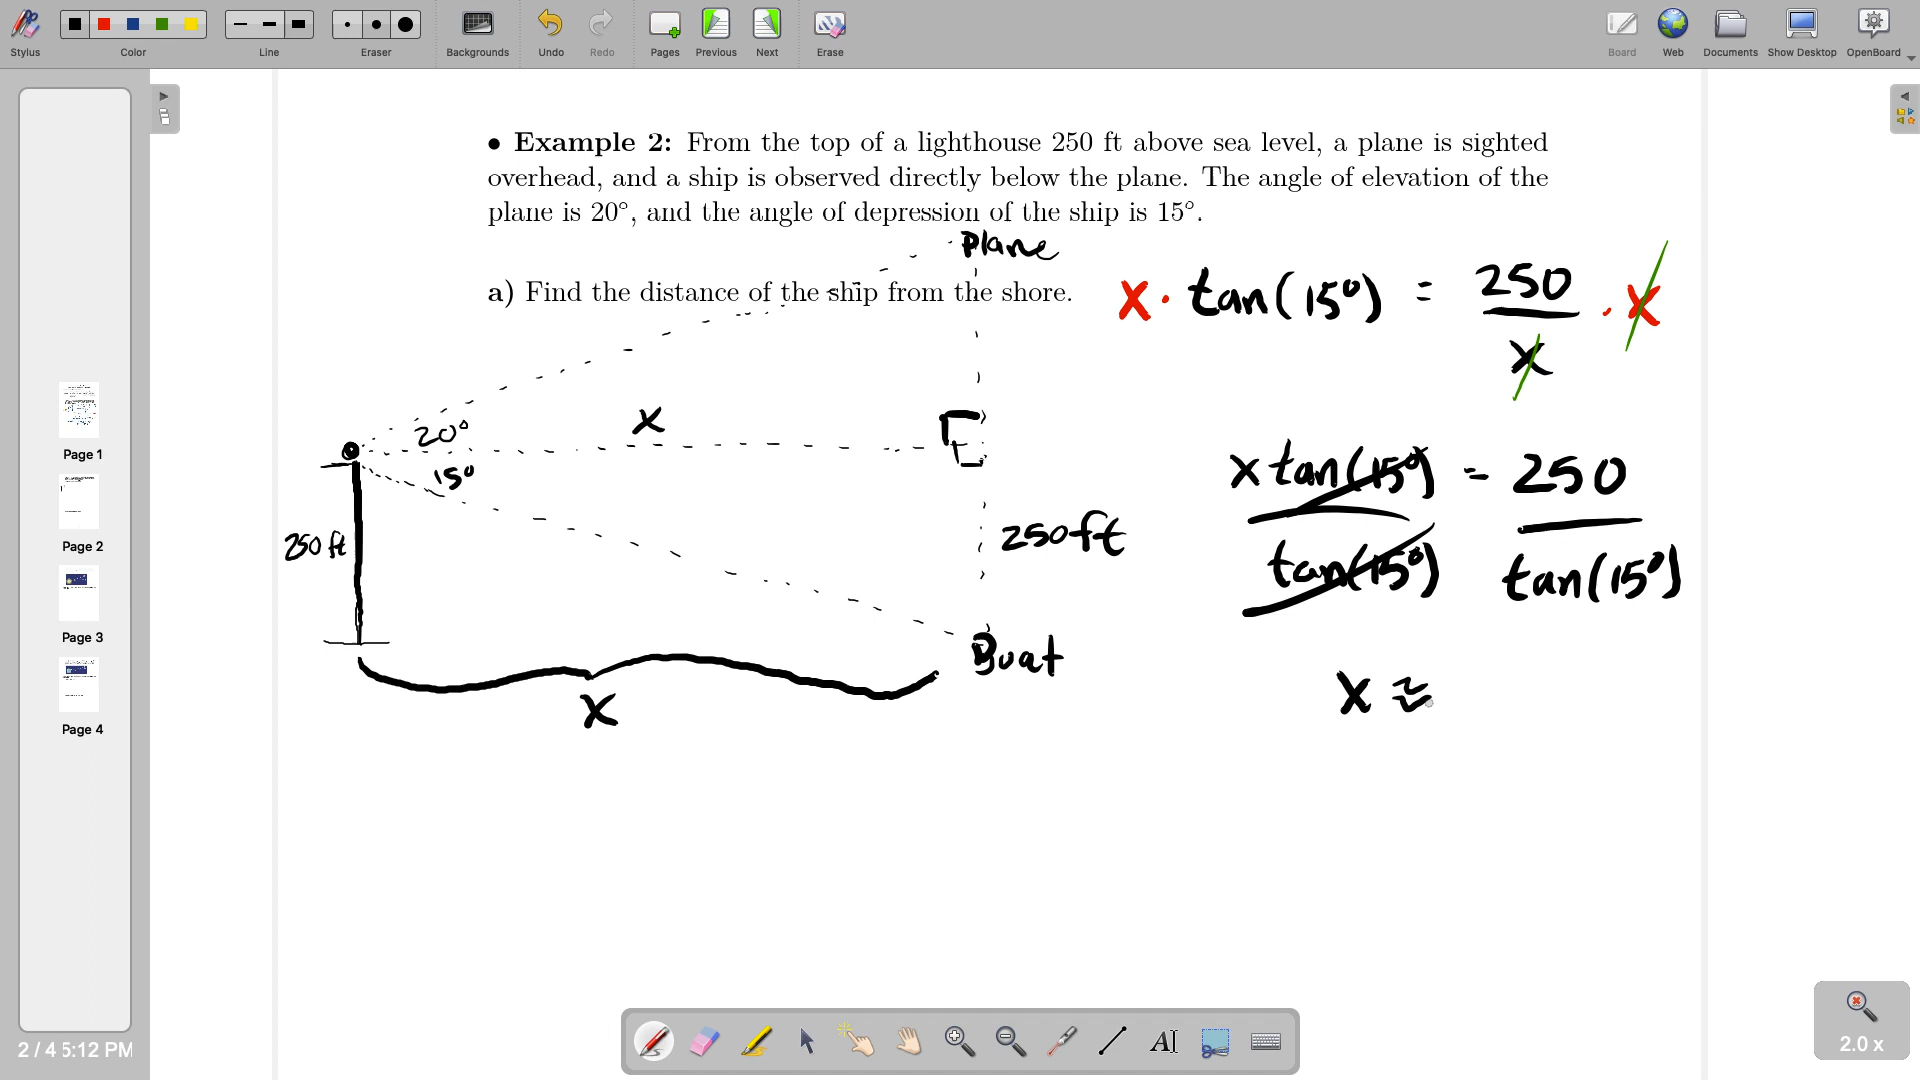 Stylus Color Line Eraser Backgrounds Undo Redo Pages Previous Next Erase Board Web Documents Show Desktop OpenBoard
• Example 2: From the top of a lighthouse 250 ft above sea level, a plane is sighted
overhead, and a ship is observed directly below the plane. The angle of elevation of the
plane is 20°, and the angle of depression of the ship is 15°.
Plane
a) Find the distance of the ship from the shore.
x · tan(15°) = 250/x · x
20°
x
15°
x tan(15°) = 250
tan(15°) tan(15°)
250 ft
250 ft
Boat
x
x ≈
Page 1
Page 2
Page 3
Page 4
2 / 4 5:12 PM
AI
2.0 x